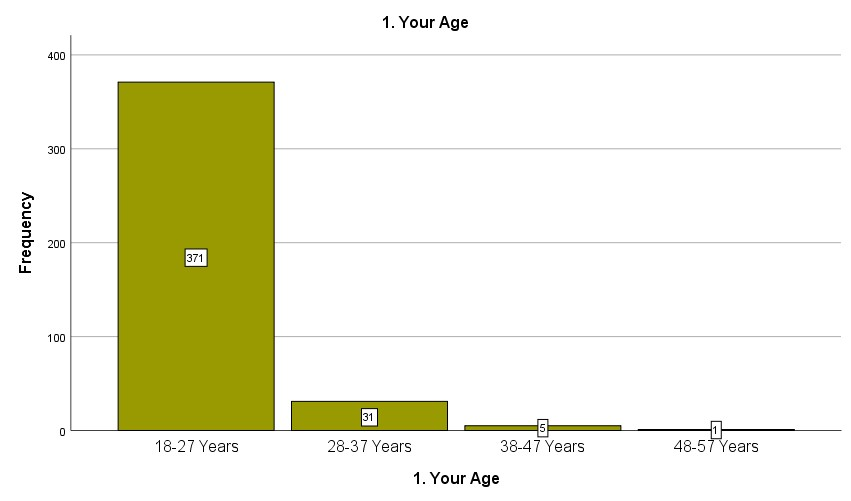 1. Your Age
400
300
200
100
0
Frequency
371
31
5
1
18-27 Years
28-37 Years
38-47 Years
48-57 Years
1. Your Age